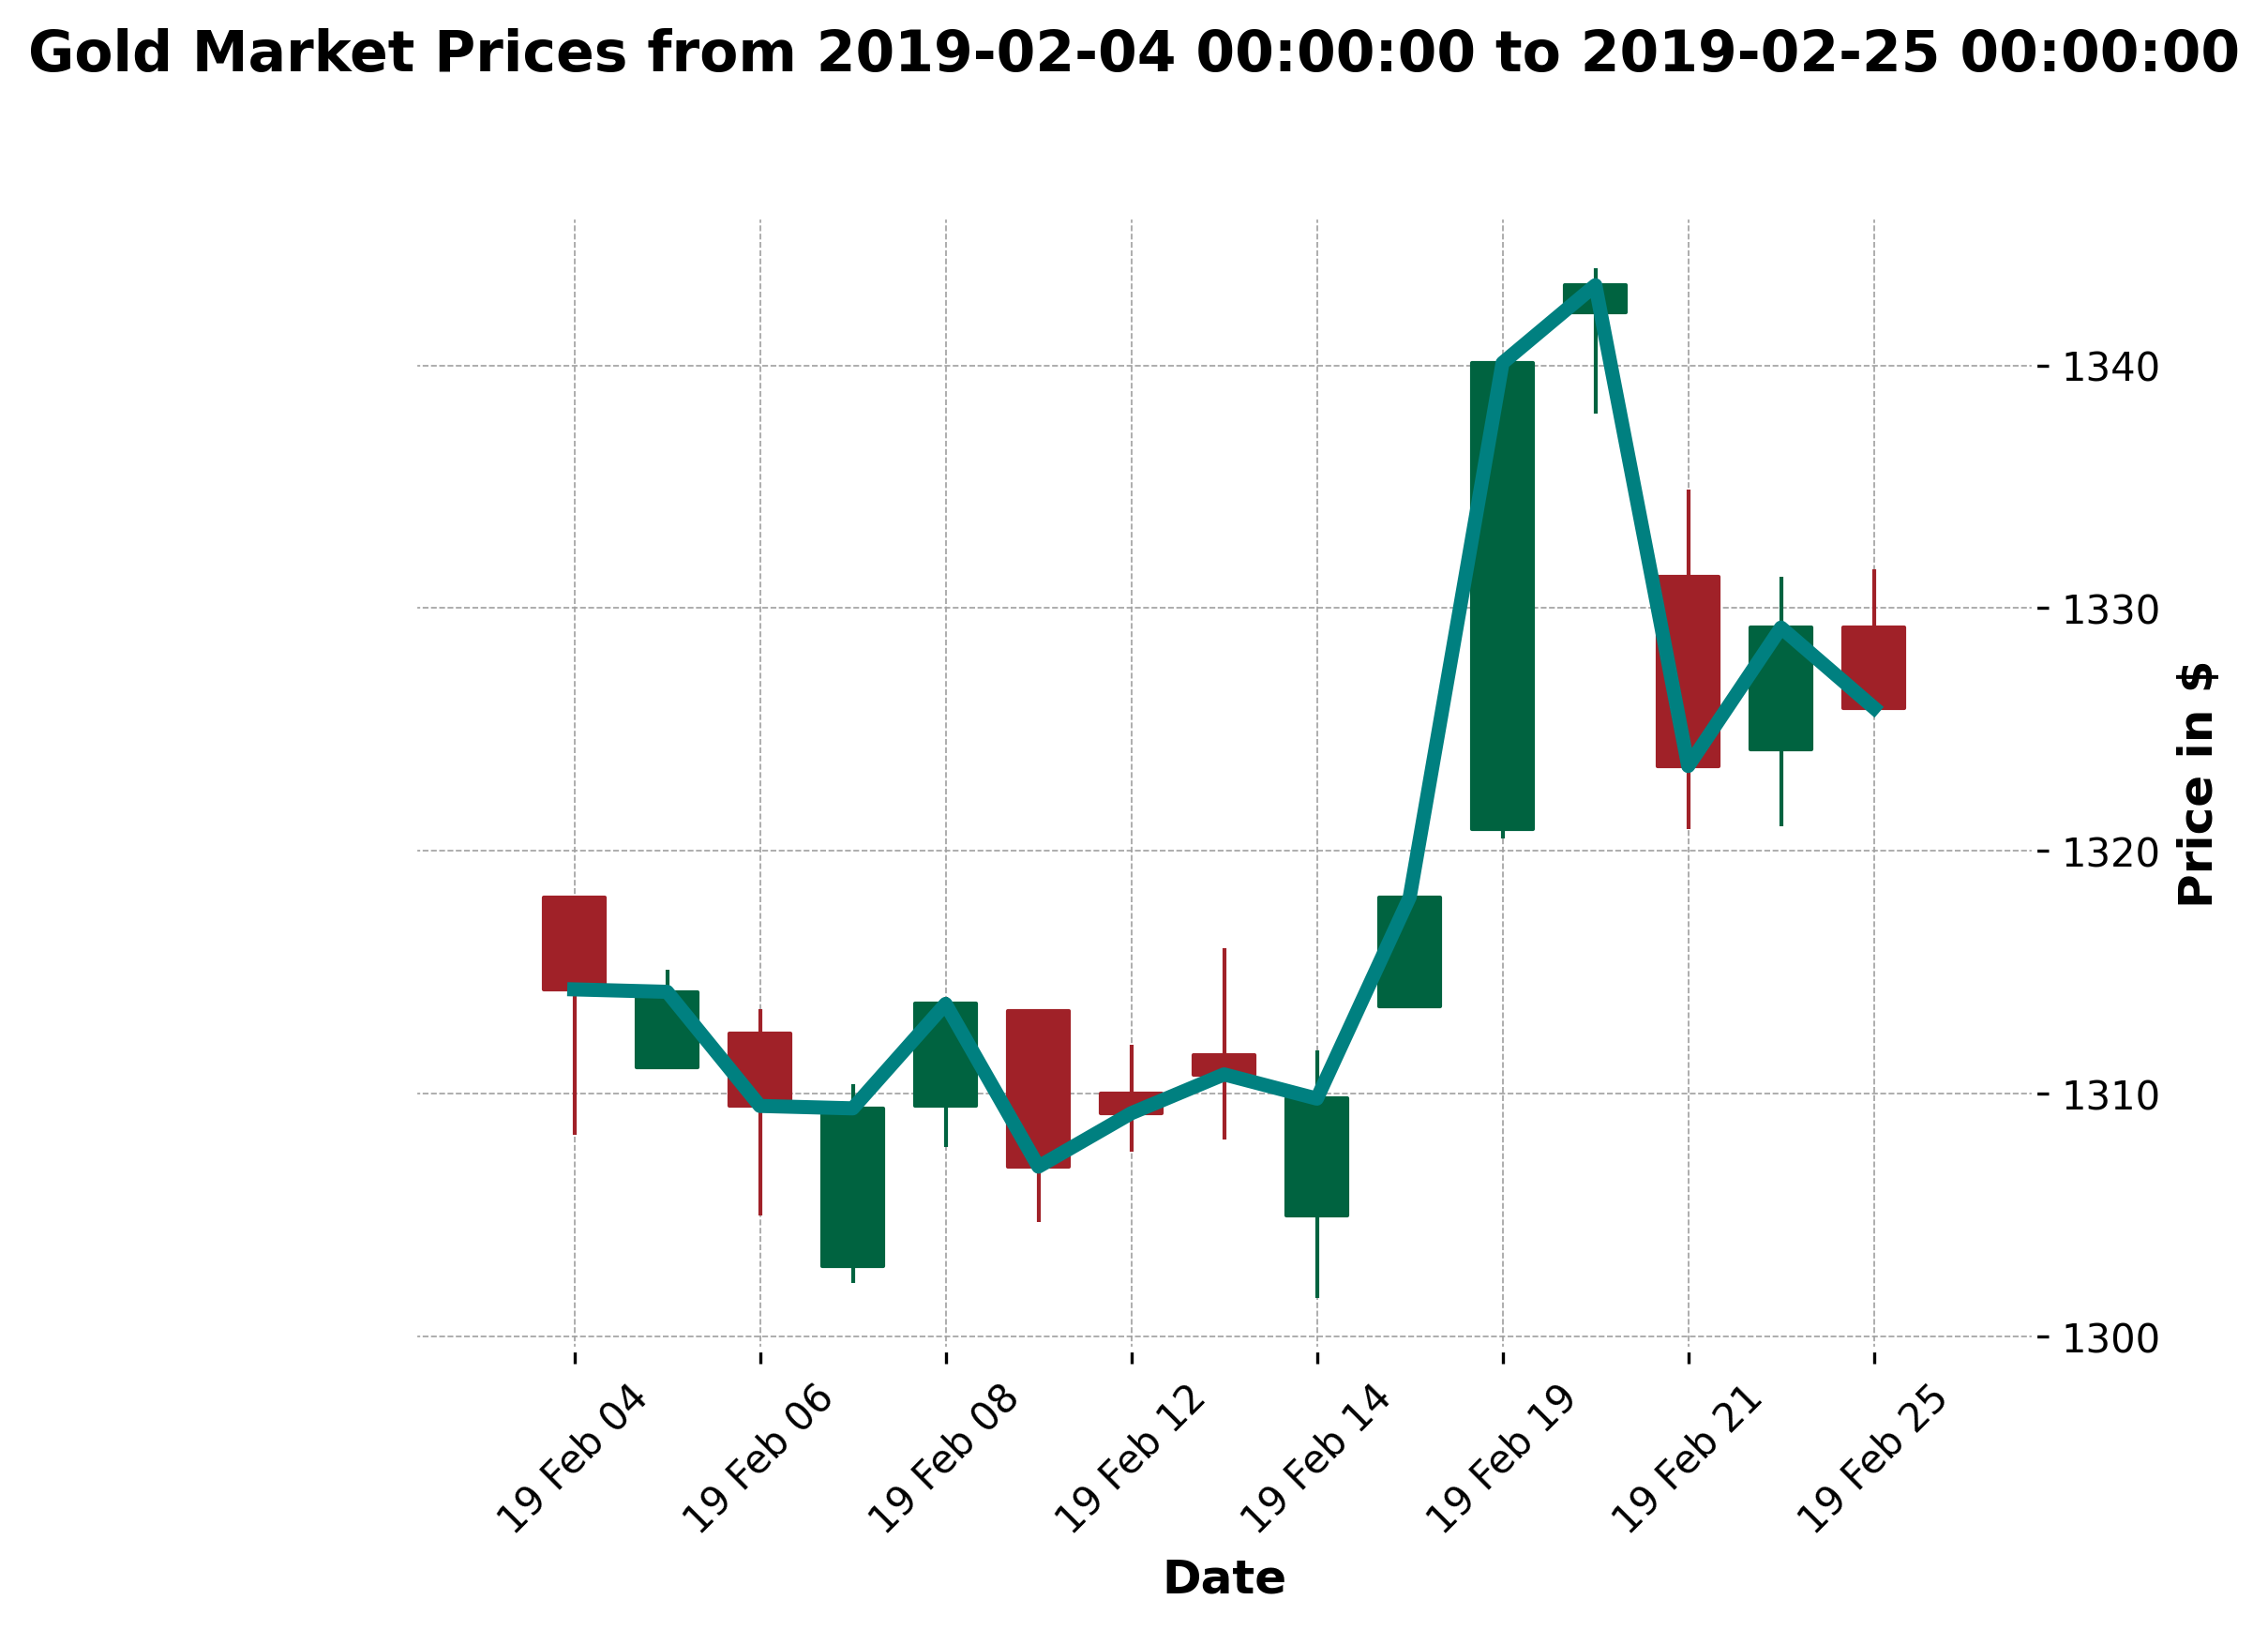 Gold Market Prices from 2019-02-04 00:00:00 to 2019-02-25 00:00:00
1340
1330
1320
1310
1300
Price in $
19 Feb 04
19 Feb 06
19 Feb 08
19 Feb 12
19 Feb 14
19 Feb 19
19 Feb 21
19 Feb 25
Date